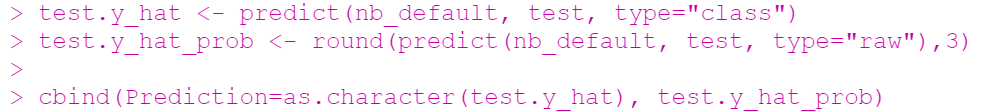 > test.y_hat <- predict(nb_default, test, type="class")
> test.y_hat_prob <- round(predict(nb_default, test, type="raw"),3)
>
> cbind(Prediction=as.character(test.y_hat), test.y_hat_prob)